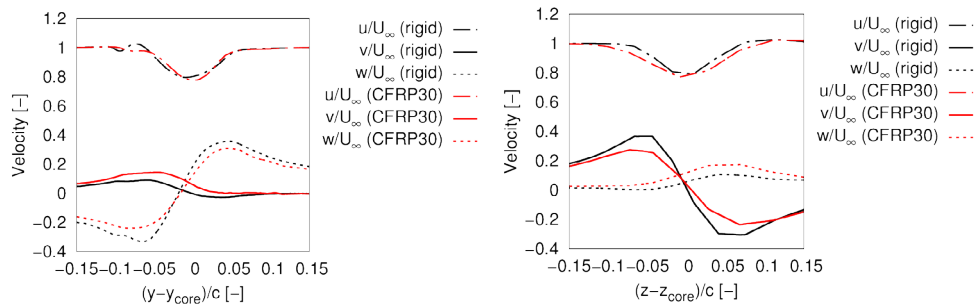 1.2
1
0.8
0.6
0.4
0.2
0
-0.2
-0.4
Velocity [-]
-0.15 -0.1 -0.05 0 0.05 0.1 0.15
(y-y_core)/c [-]
u/U∞ (rigid)
v/U∞ (rigid)
w/U∞ (rigid)
u/U∞ (CFRP30)
v/U∞ (CFRP30)
w/U∞ (CFRP30)
1.2
1
0.8
0.6
0.4
0.2
0
-0.2
-0.4
Velocity [-]
-0.15 -0.1 -0.05 0 0.05 0.1 0.15
(z-z_core)/c [-]
u/U∞ (rigid)
v/U∞ (rigid)
w/U∞ (rigid)
u/U∞ (CFRP30)
v/U∞ (CFRP30)
w/U∞ (CFRP30)